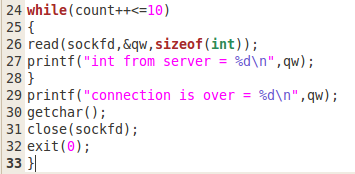 24 while(count++<=10)
25 {
26 read(sockfd,&qw,sizeof(int));
27 printf("int from server = %d\n",qw);
28 }
29 printf("connection is over = %d\n",qw);
30 getchar();
31 close(sockfd);
32 exit(0);
33 }